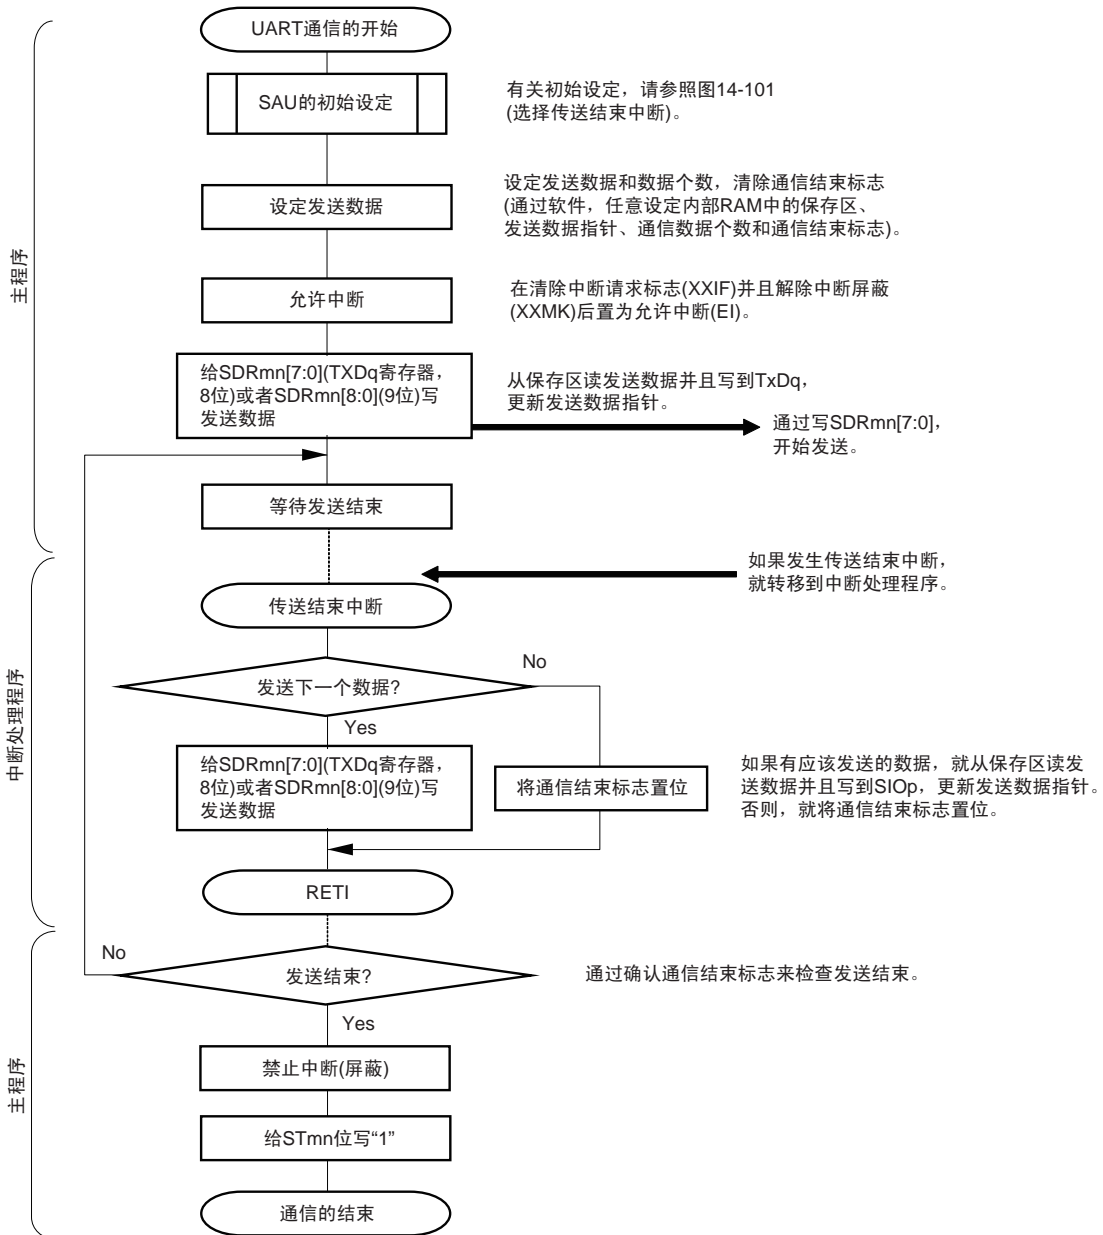 UART通信的开始
SAU的初始设定
有关初始设定，请参照图14-101
(选择传送结束中断)。
设定发送数据
设定发送数据和数据个数，清除通信结束标志
(通过软件，任意设定内部RAM中的保存区、
发送数据指针、通信数据个数和通信结束标志)。
主程序
允许中断
在清除中断请求标志(XXIF)并且解除中断屏蔽
(XXMK)后置为允许中断(EI)。
给SDRmn[7:0](TXDq寄存器，
8位)或者SDRmn[8:0](9位)写
发送数据
从保存区读发送数据并且写到TxDq，
更新发送数据指针。
通过写SDRmn[7:0]，
开始发送。
等待发送结束
如果发生传送结束中断，
就转移到中断处理程序。
传送结束中断
中断处理程序
发送下一个数据?
No
Yes
给SDRmn[7:0](TXDq寄存器，
8位)或者SDRmn[8:0](9位)写
发送数据
将通信结束标志置位
如果有应该发送的数据，就从保存区读发
送数据并且写到SIOp，更新发送数据指针。
否则，就将通信结束标志置位。
RETI
No
发送结束?
通过确认通信结束标志来检查发送结束。
Yes
主程序
禁止中断(屏蔽)
给STmn位写“1”
通信的结束